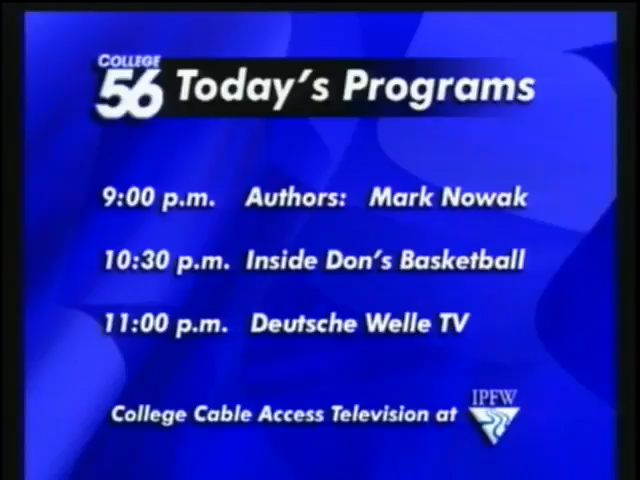 COLLEGE
56 Today's Programs
9:00 p.m. Authors: Mark Nowak
10:30 p.m. Inside Don's Basketball
11:00 p.m. Deutsche Welle TV
College Cable Access Television at IPFW